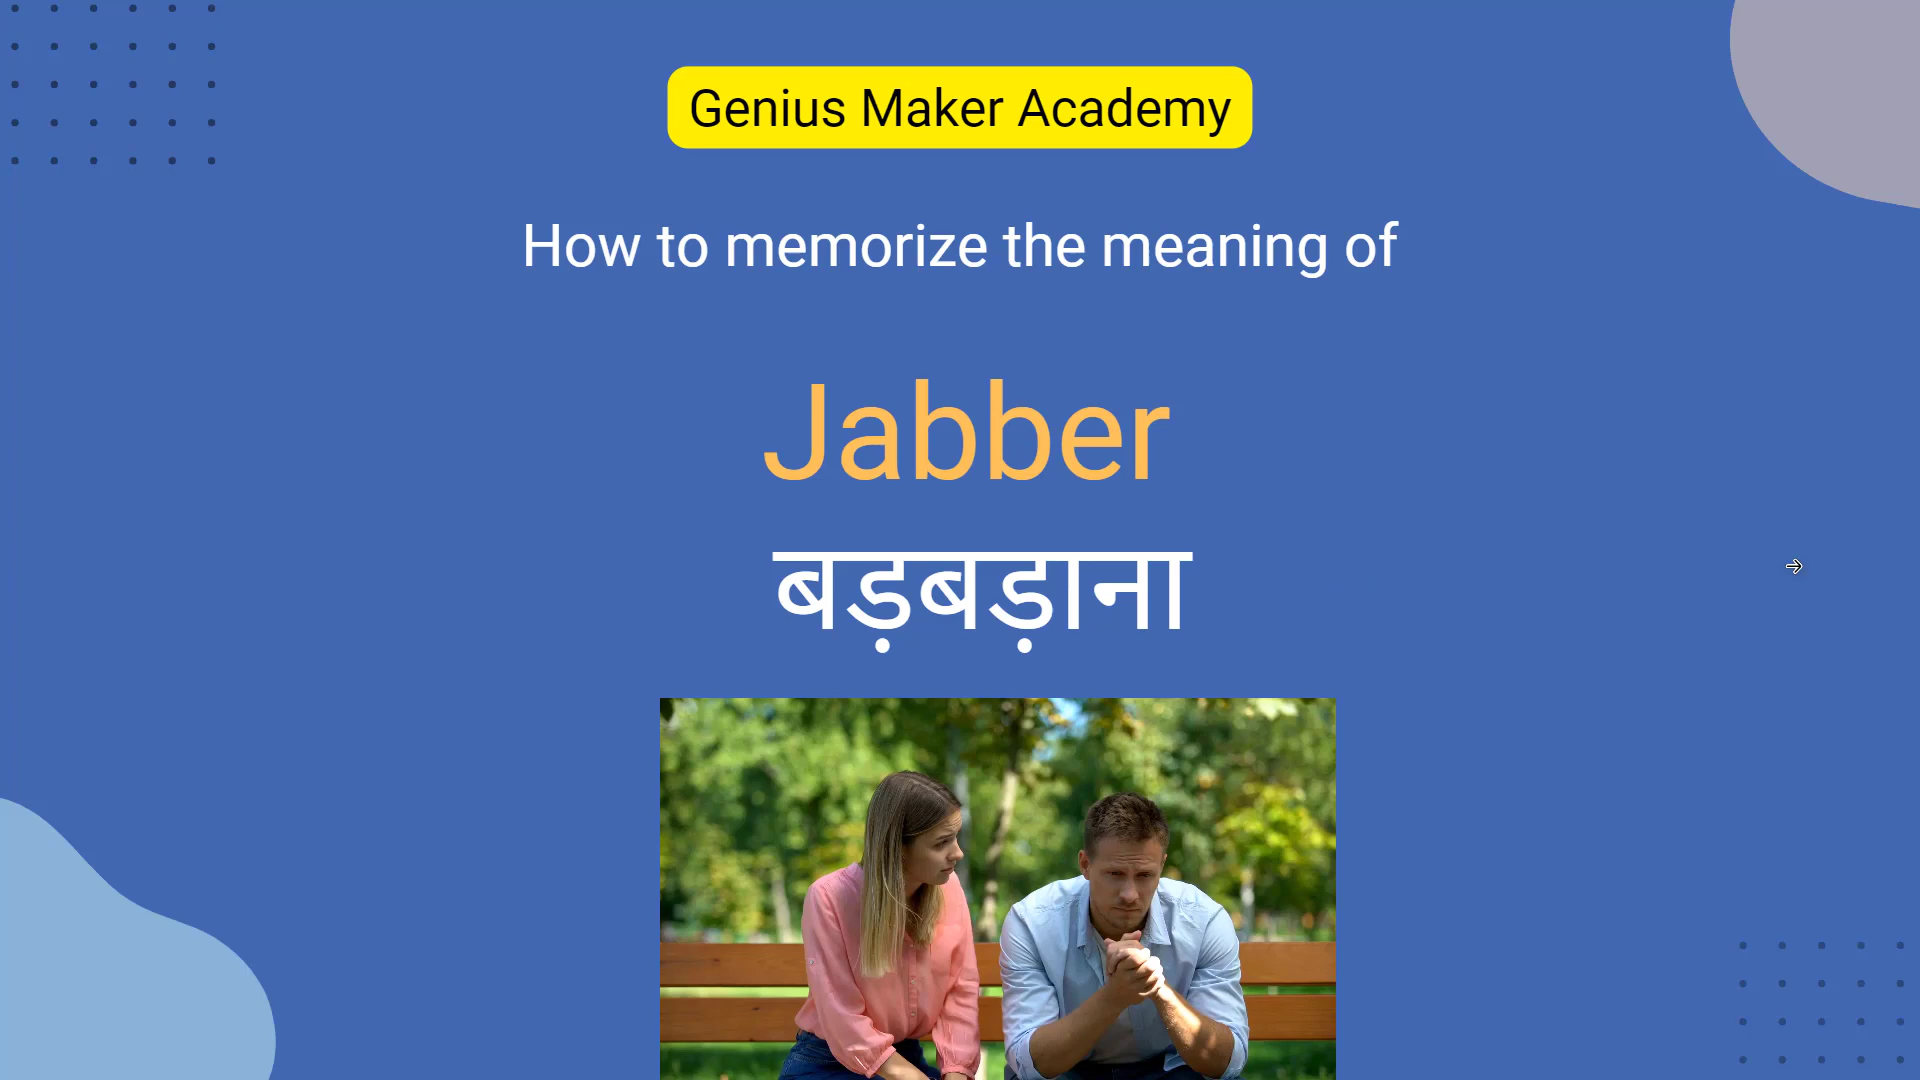 Genius Maker Academy
How to memorize the meaning of
Jabber
बड़बड़ाना